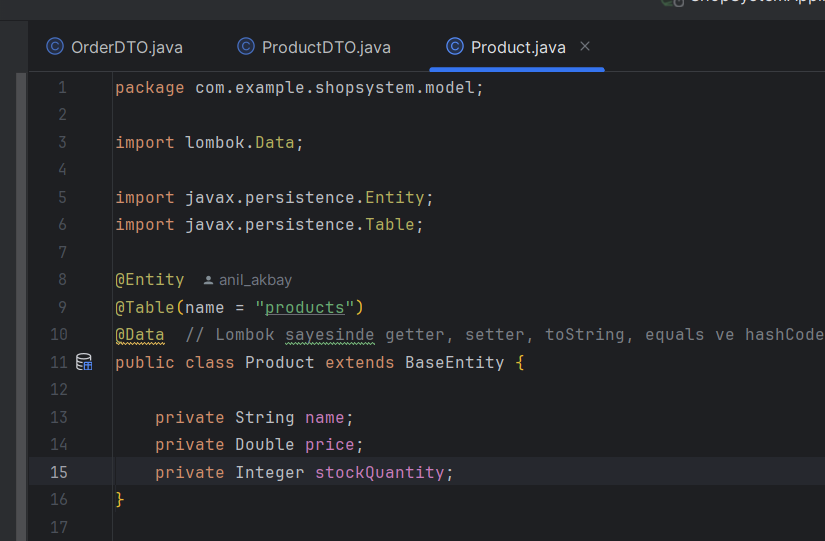 OrderDTO.java ProductDTO.java Product.java
1 package com.example.shopsystem.model;
2
3 import lombok.Data;
4
5 import javax.persistence.Entity;
6 import javax.persistence.Table;
7
8 @Entity anil_akbay
9 @Table(name = "products")
10 @Data // Lombok sayesinde getter, setter, toString, equals ve hashCode
11 public class Product extends BaseEntity {
12
13 private String name;
14 private Double price;
15 private Integer stockQuantity;
16 }
17